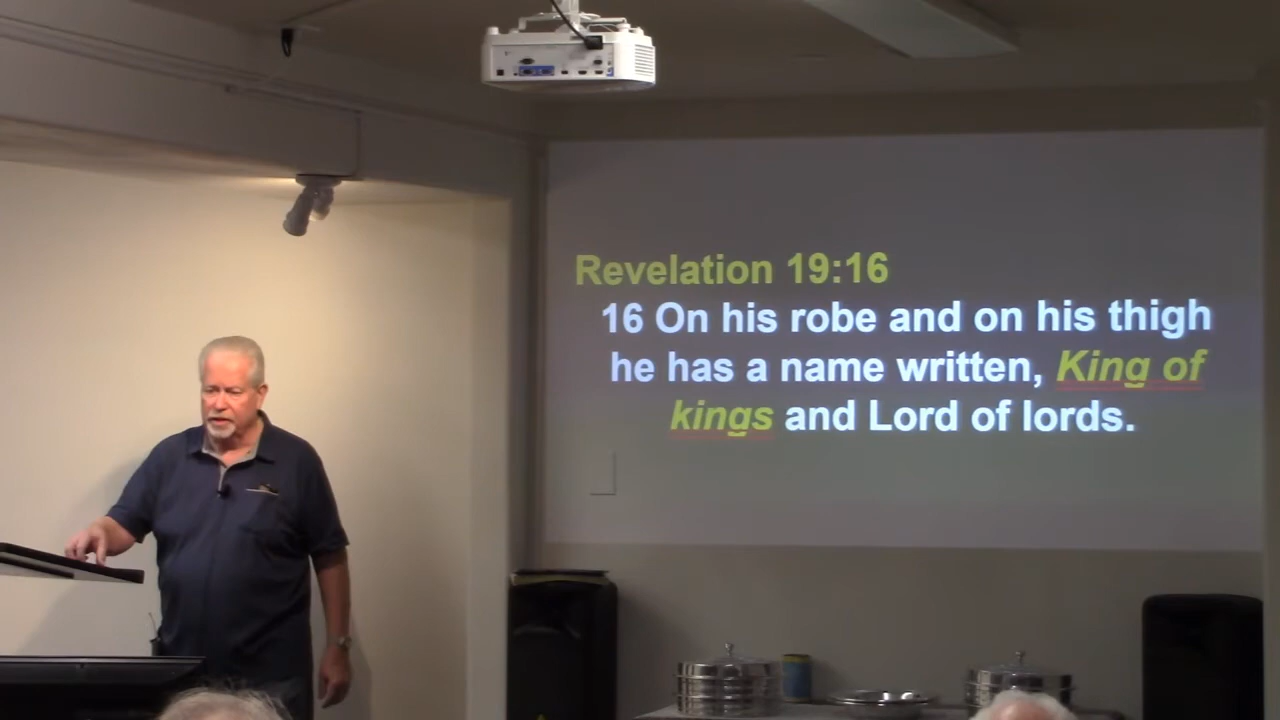 Revelation 19:16
16 On his robe and on his thigh
he has a name written, King of
kings and Lord of lords.